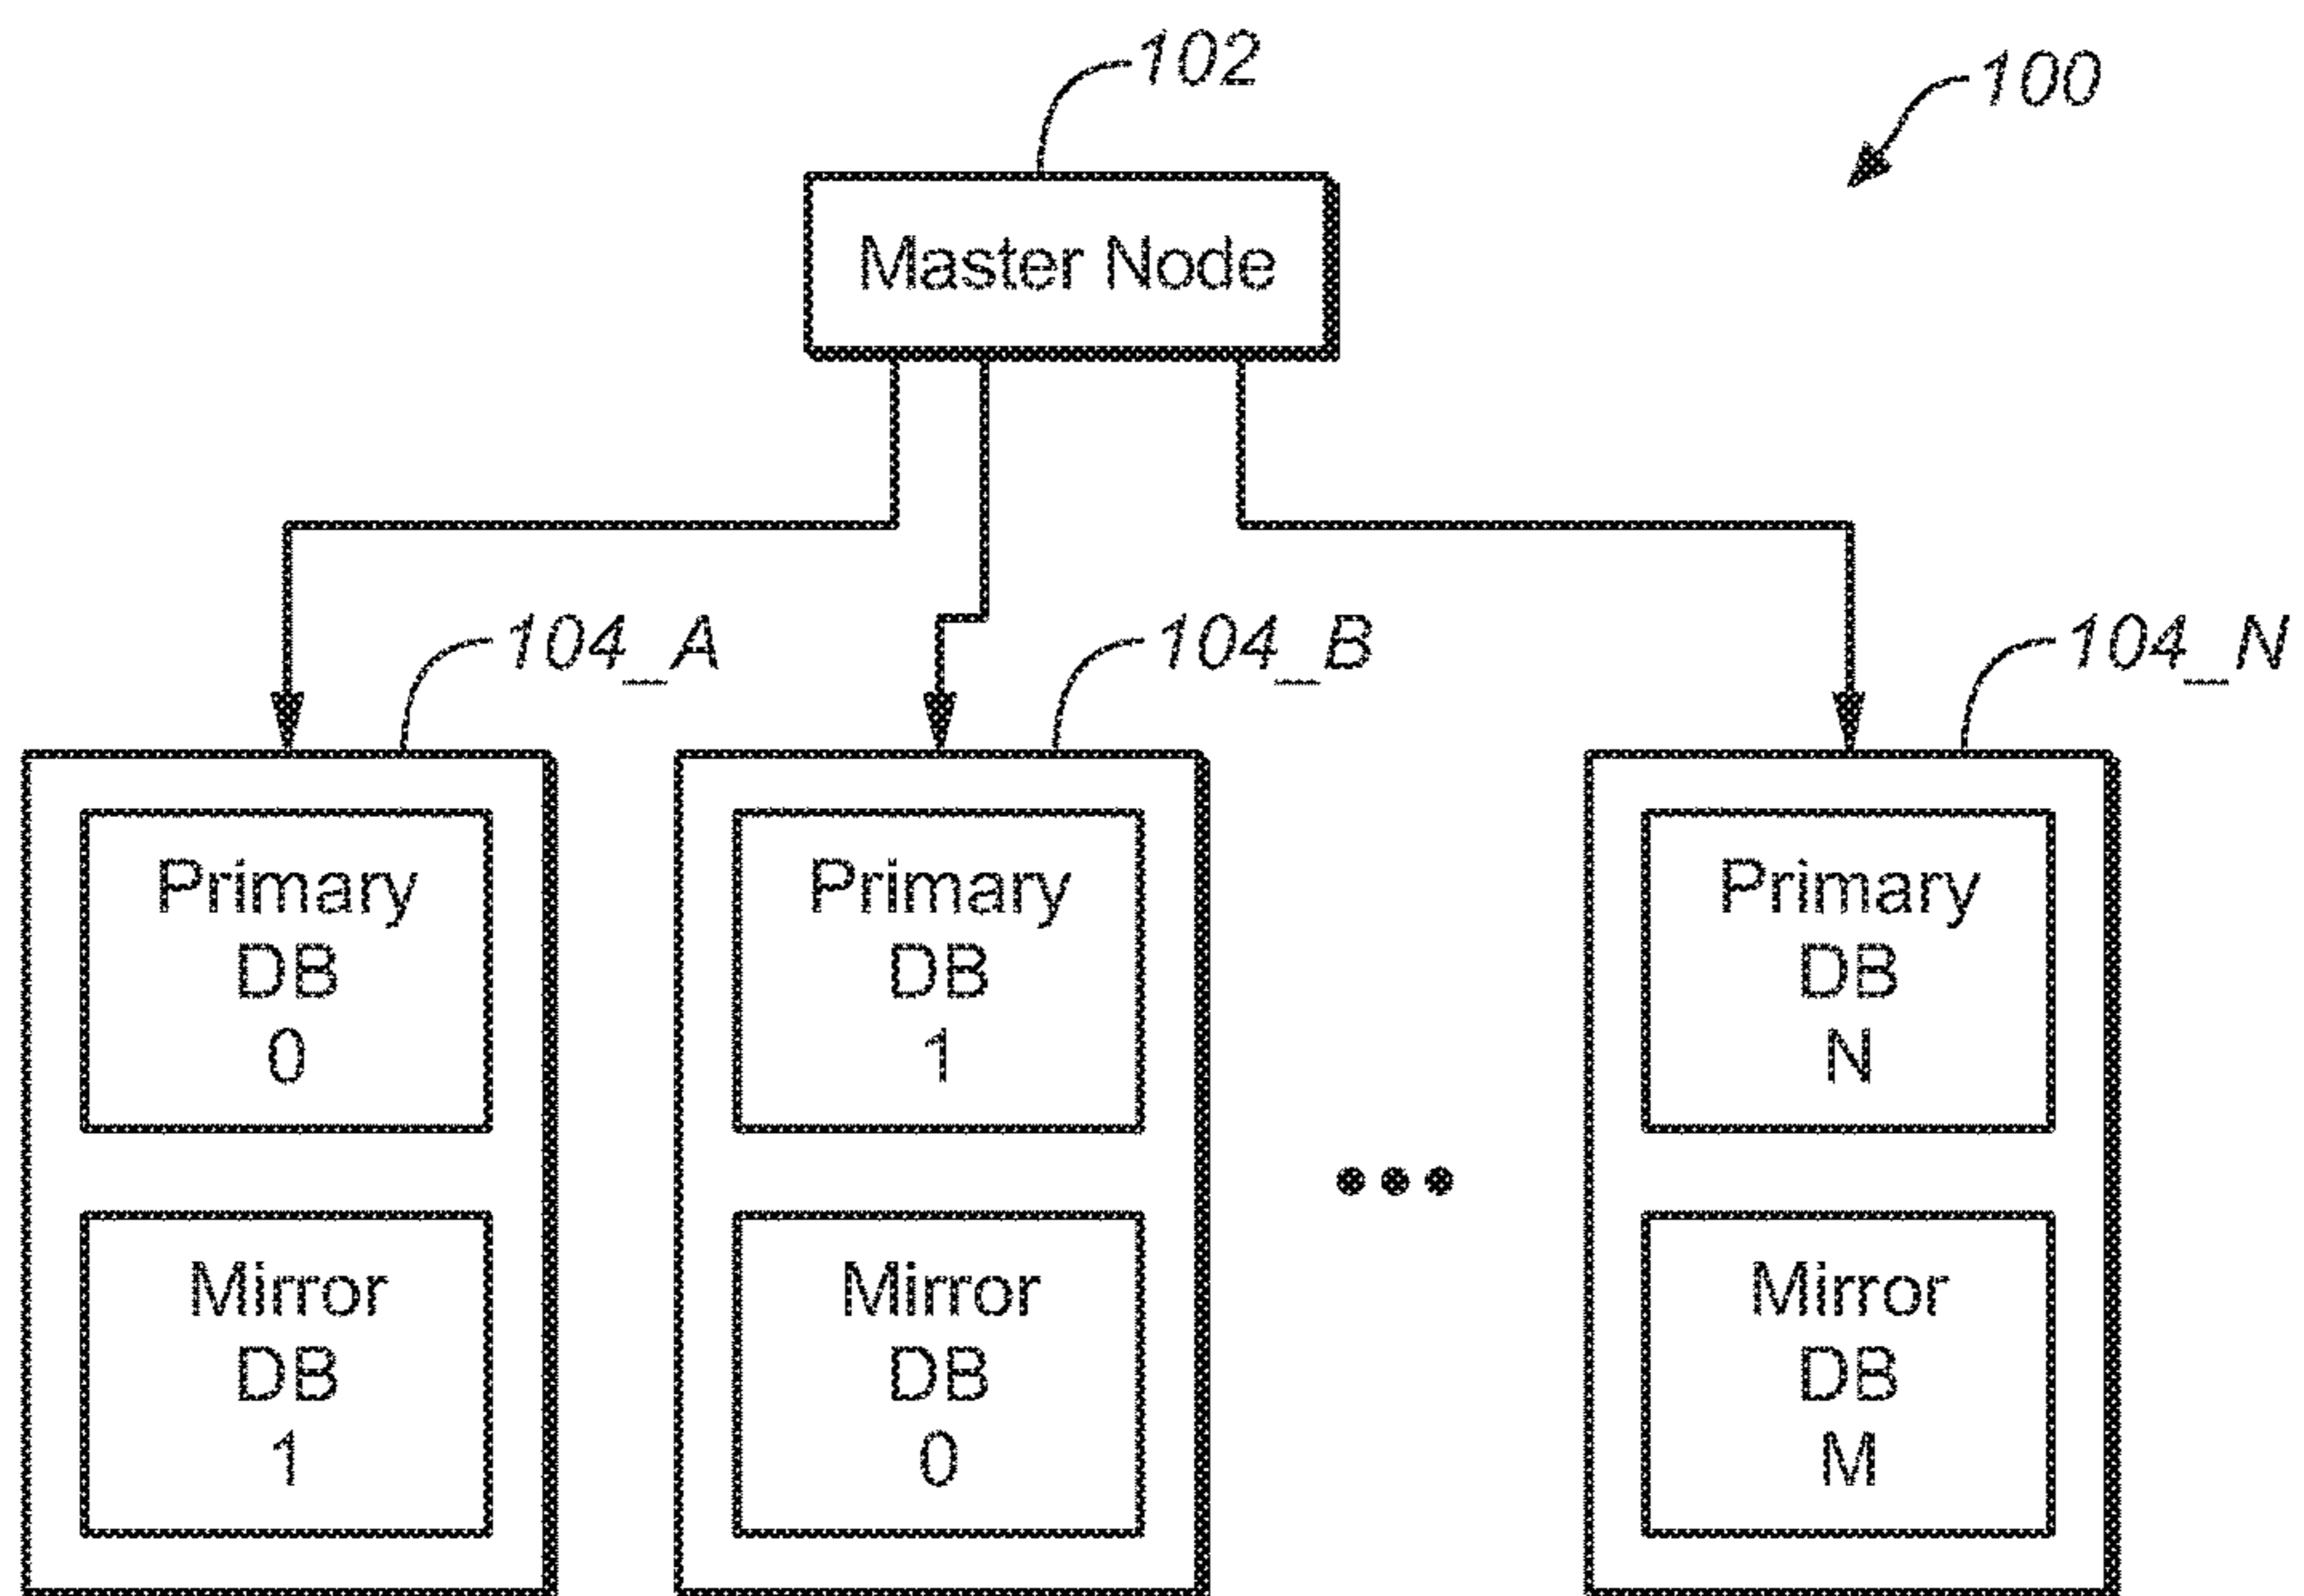 102
100
Master Node
104_A
104_B
104_N
Primary
DB
0
Mirror
DB
1
Primary
DB
1
Mirror
DB
0
Primary
DB
N
Mirror
DB
M